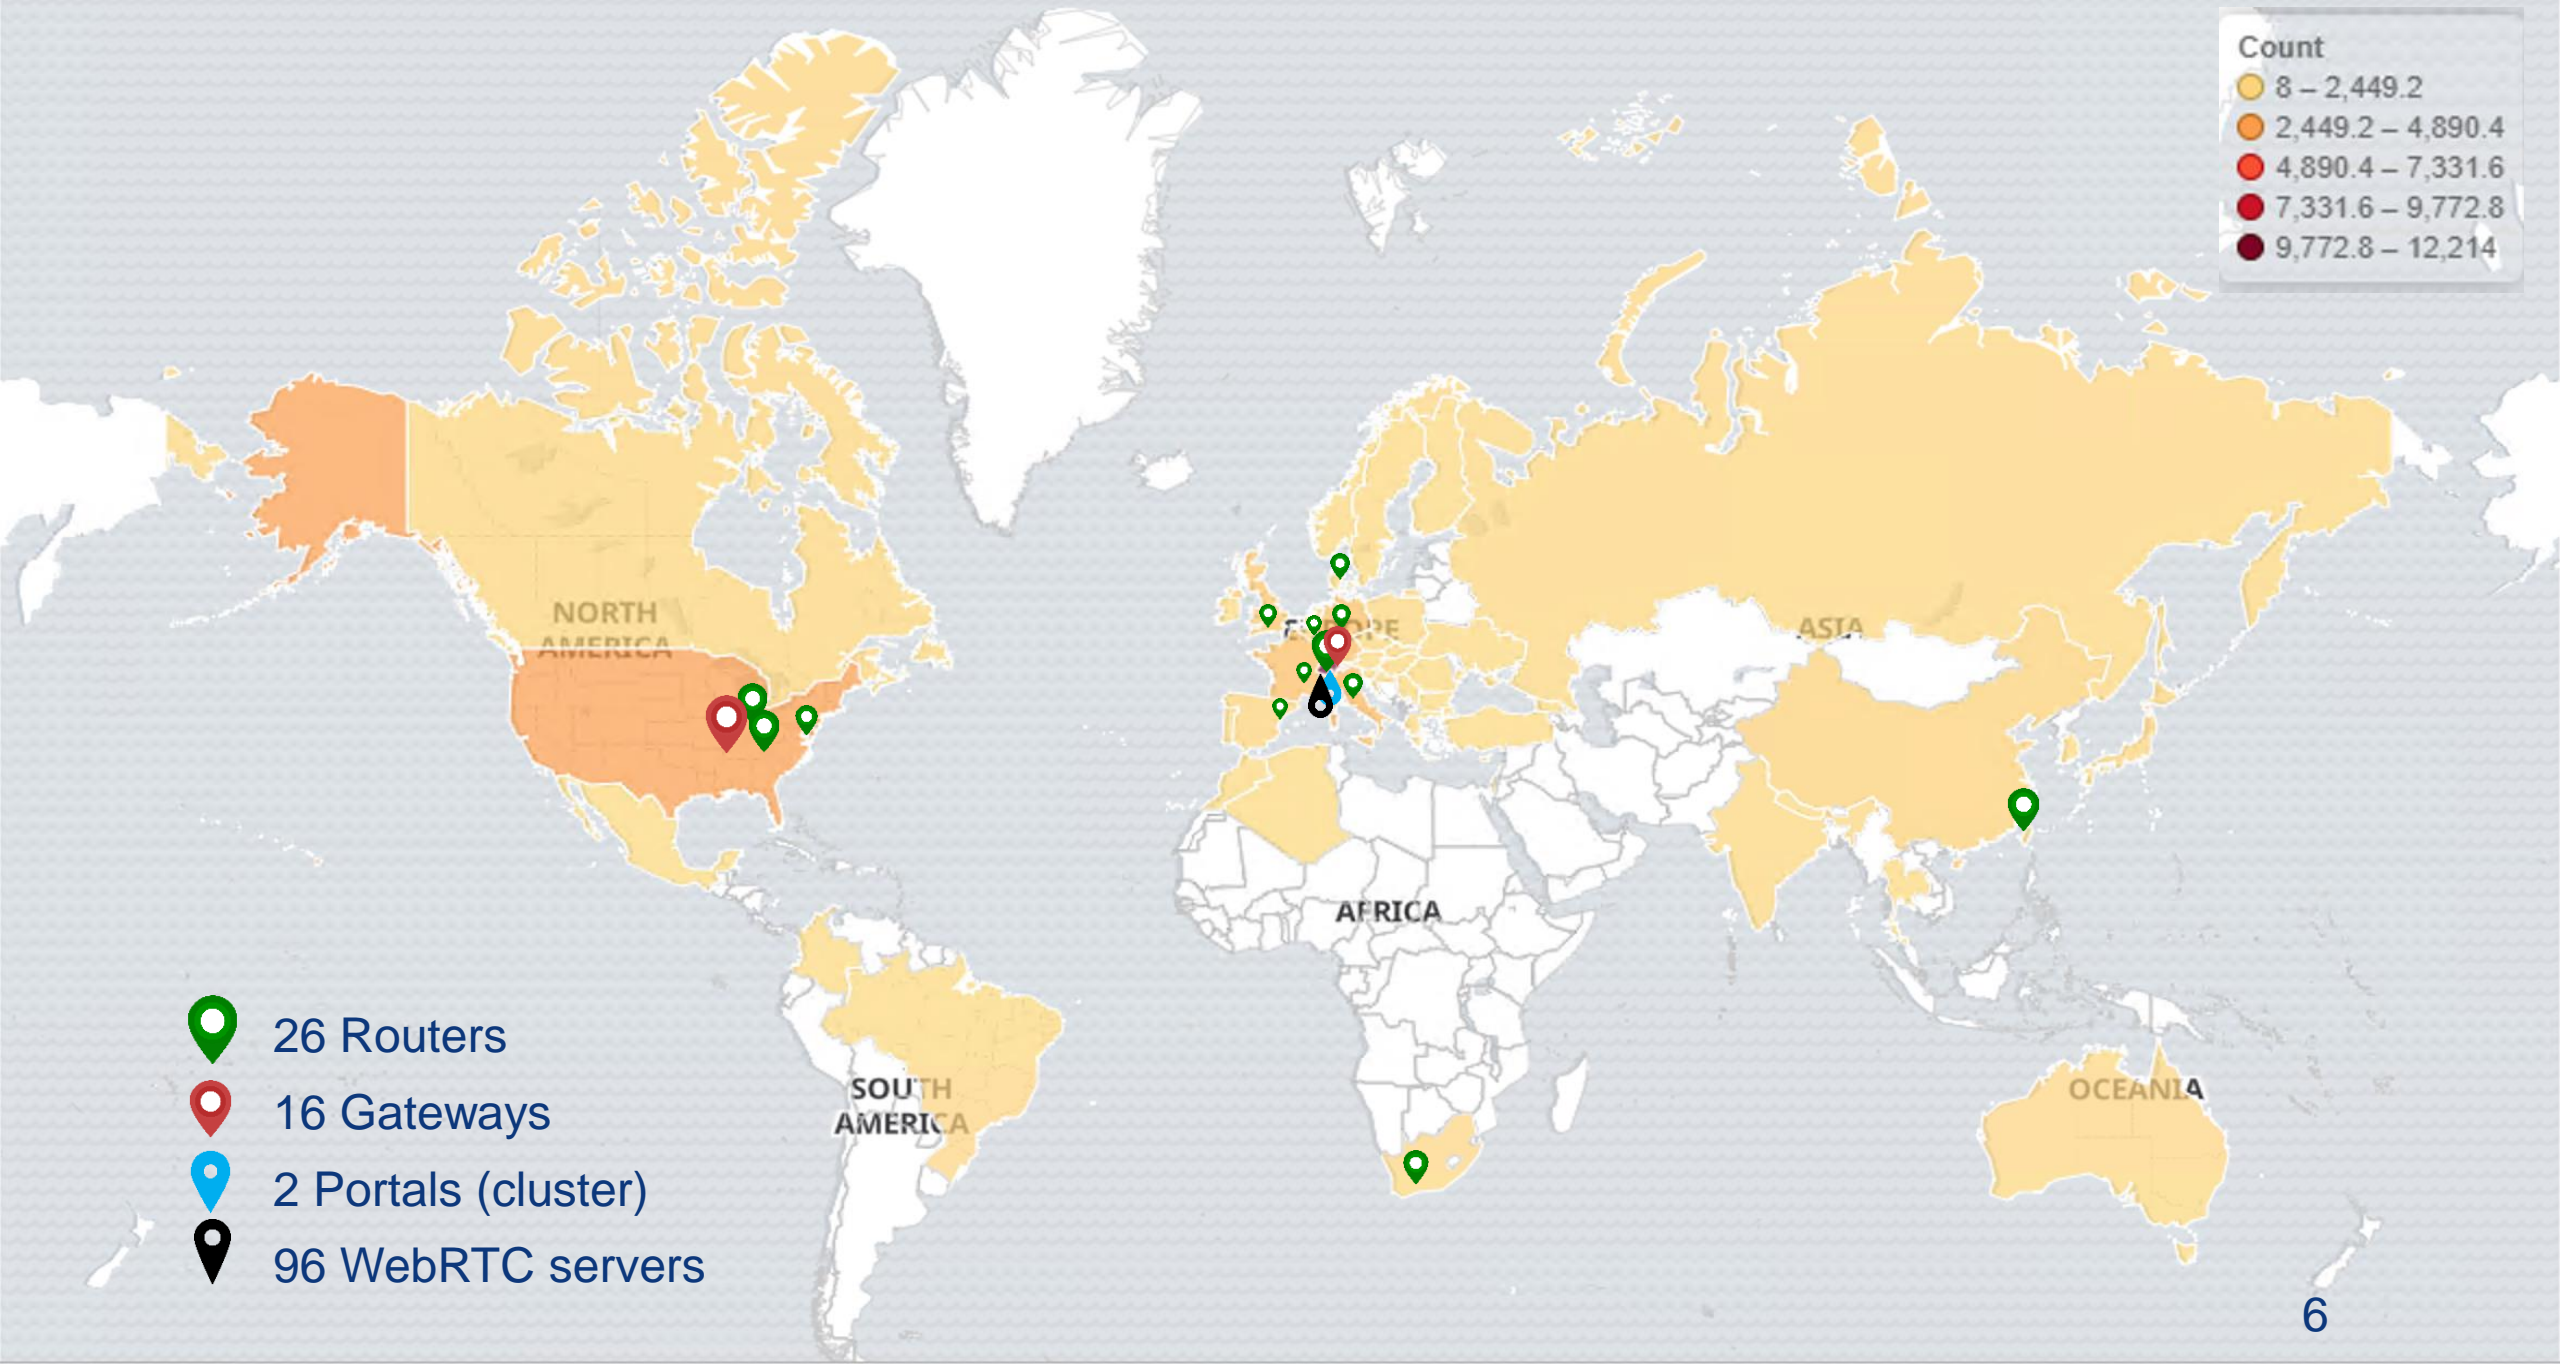 Count
8 – 2,449.2
2,449.2 – 4,890.4
4,890.4 – 7,331.6
7,331.6 – 9,772.8
9,772.8 – 12,214
NORTH
AMERICA
EUROPE
ASIA
AFRICA
SOUTH
AMERICA
OCEANIA
26 Routers
16 Gateways
2 Portals (cluster)
96 WebRTC servers
6